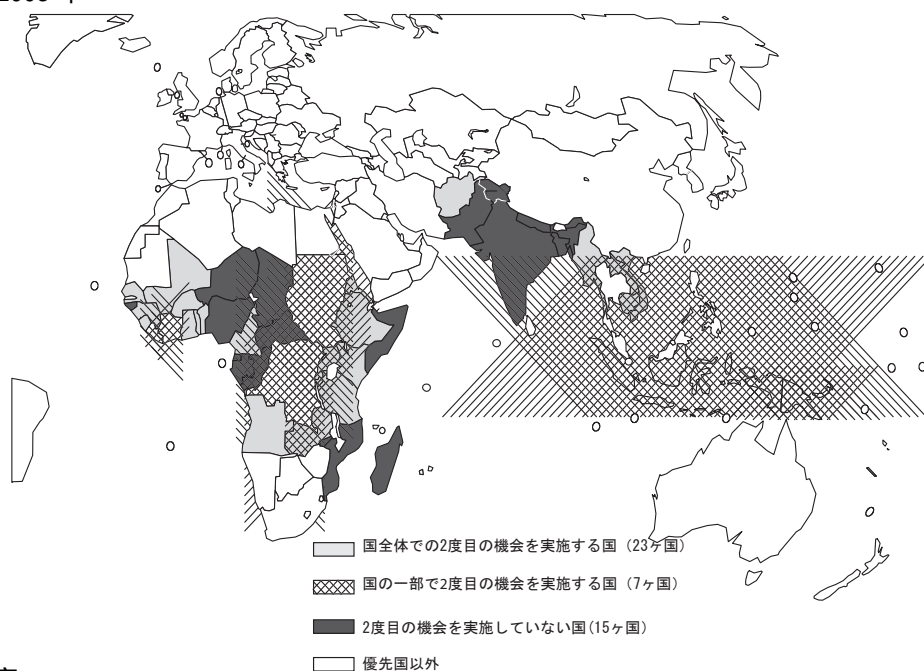 国全体での2度目の機会を実施する国（23ヶ国）
国の一部で2度目の機会を実施する国（7ヶ国）
2度目の機会を実施していない国(15ヶ国)
優先国以外